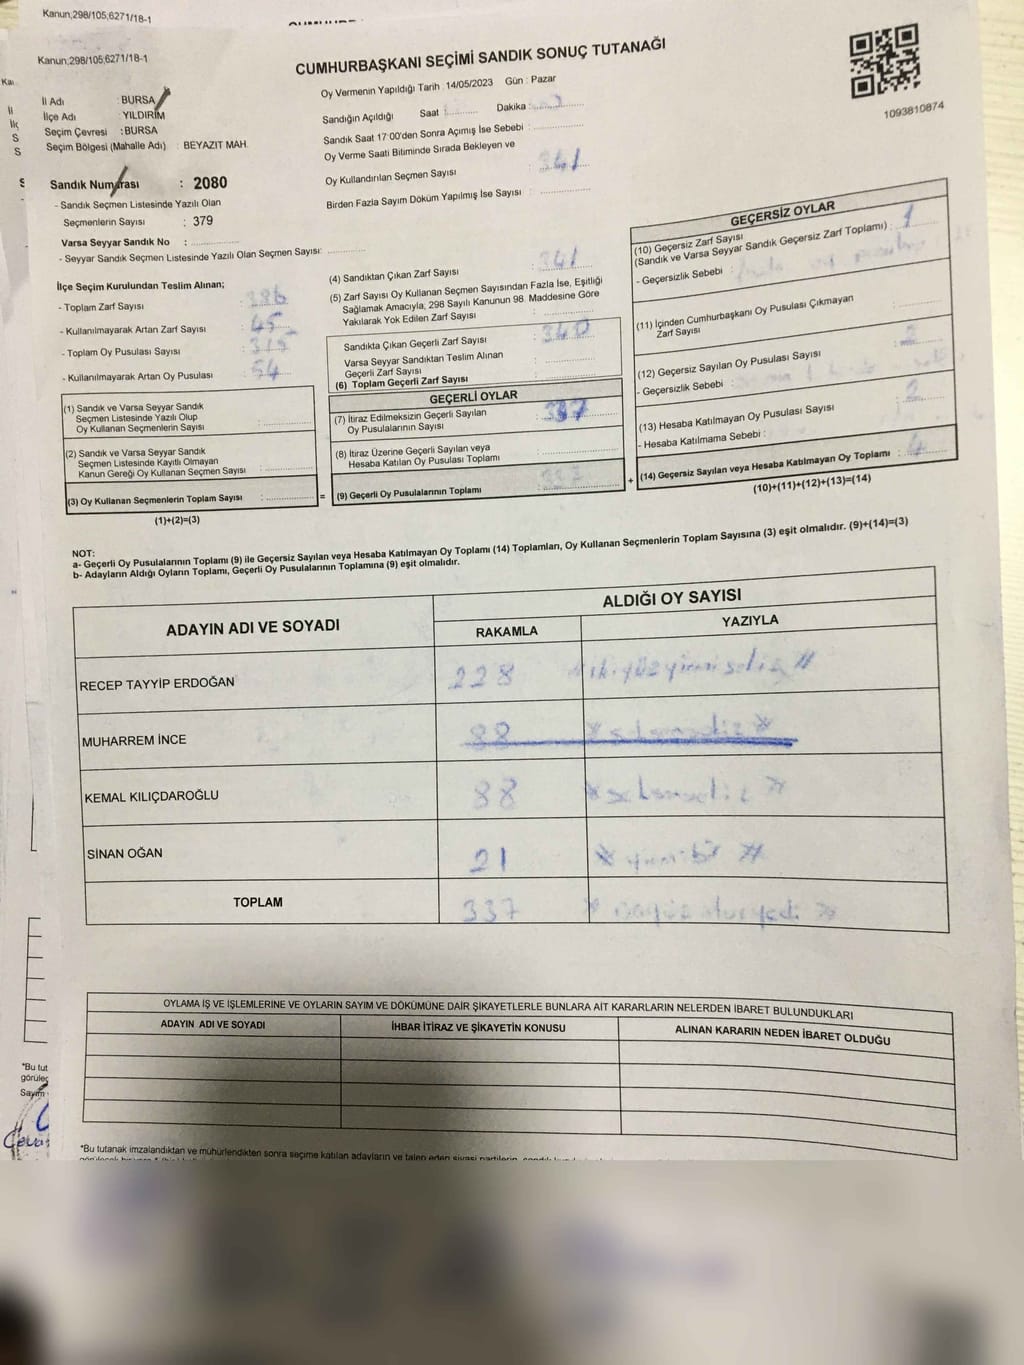 Kanun;298/105;6271/18-1
Kanun;298/105;6271/18-1
CUMHURBAŞKANI SEÇİMİ SANDIK SONUÇ TUTANAĞI
1093810874
İl Adı : BURSA
İlçe Adı : YILDIRIM
Seçim Çevresi : BURSA
Seçim Bölgesi (Mahalle Adı) : BEYAZIT MAH.
Oy Vermenin Yapıldığı Tarih : 14/05/2023 Gün : Pazar
Sandığın Açıldığı Saat : Dakika :
Sandık Saat 17:00'den Sonra Açımış İse Sebebi :
Oy Verme Saati Bitiminde Sırada Bekleyen ve
Oy Kullandırılan Seçmen Sayısı : 341
Birden Fazla Sayım Döküm Yapılmış İse Sayısı :
Sandık Numarası : 2080
- Sandık Seçmen Listesinde Yazılı Olan
Seçmenlerin Sayısı : 379
Varsa Seyyar Sandık No :
- Seyyar Sandık Seçmen Listesinde Yazılı Olan Seçmen Sayısı:
İlçe Seçim Kurulundan Teslim Alınan;
- Toplam Zarf Sayısı : 386
- Kullanılmayarak Artan Zarf Sayısı : 45
- Toplam Oy Pusulası Sayısı :
- Kullanılmayarak Artan Oy Pusulası : 54
(1) Sandık ve Varsa Seyyar Sandık
Seçmen Listesinde Yazılı Olup
Oy Kullanan Seçmenlerin Sayısı :
(2) Sandık ve Varsa Seyyar Sandık
Seçmen Listesinde Kayıtlı Olmayan
Kanun Gereği Oy Kullanan Seçmen Sayısı :
(3) Oy Kullanan Seçmenlerin Toplam Sayısı : =
(1)+(2)=(3)
(4) Sandıktan Çıkan Zarf Sayısı : 341
(5) Zarf Sayısı Oy Kullanan Seçmen Sayısından Fazla İse, Eşitliği
Sağlamak Amacıyla, 298 Sayılı Kanunun 98. Maddesine Göre
Yakılarak Yok Edilen Zarf Sayısı :
Sandıkta Çıkan Geçerli Zarf Sayısı : 340
Varsa Seyyar Sandıktan Teslim Alınan
Geçerli Zarf Sayısı :
(6) Toplam Geçerli Zarf Sayısı :
GEÇERLİ OYLAR
(7) İtiraz Edilmeksizin Geçerli Sayılan
Oy Pusulalarının Sayısı : 337
(8) İtiraz Üzerine Geçerli Sayılan veya
Hesaba Katılan Oy Pusulası Toplamı :
(9) Geçerli Oy Pusulalarının Toplamı : 337 +
GEÇERSİZ OYLAR
(10) Geçersiz Zarf Sayısı
(Sandık ve Varsa Seyyar Sandık Geçersiz Zarf Toplamı) : 1
- Geçersizlik Sebebi :
(11) İçinden Cumhurbaşkanı Oy Pusulası Çıkmayan
Zarf Sayısı :
(12) Geçersiz Sayılan Oy Pusulası Sayısı : 2
- Geçersizlik Sebebi :
(13) Hesaba Katılmayan Oy Pusulası Sayısı : 2
- Hesaba Katılmama Sebebi :
(14) Geçersiz Sayılan veya Hesaba Katılmayan Oy Toplamı : 4
(10)+(11)+(12)+(13)=(14)
NOT:
a- Geçerli Oy Pusulalarının Toplamı (9) ile Geçersiz Sayılan veya Hesaba Katılmayan Oy Toplamı (14) Toplamları, Oy Kullanan Seçmenlerin Toplam Sayısına (3) eşit olmalıdır. (9)+(14)=(3)
b- Adayların Aldığı Oyların Toplamı, Geçerli Oy Pusulalarının Toplamına (9) eşit olmalıdır.
ADAYIN ADI VE SOYADI
ALDIĞI OY SAYISI
RAKAMLA YAZIYLA
RECEP TAYYİP ERDOĞAN 228 ikiyüzyirmisekiz
MUHARREM İNCE 88 seksensekiz
KEMAL KILIÇDAROĞLU 88 seksensekiz
SİNAN OĞAN 21 yirmibir
TOPLAM 337 üçyüzotuzyedi
OYLAMA İŞ VE İŞLEMLERİNE VE OYLARIN SAYIM VE DÖKÜMÜNE DAİR ŞİKAYETLERLE BUNLARA AİT KARARLARIN NELERDEN İBARET BULUNDUKLARI
ADAYIN ADI VE SOYADI İHBAR İTİRAZ VE ŞİKAYETİN KONUSU ALINAN KARARIN NEDEN İBARET OLDUĞU
*Bu tut
görüleç
Sayım
*Bu tutanak imzalandıktan ve mühürlendikten sonra seçime katılan adayların ve talep eden siyasi partilerin